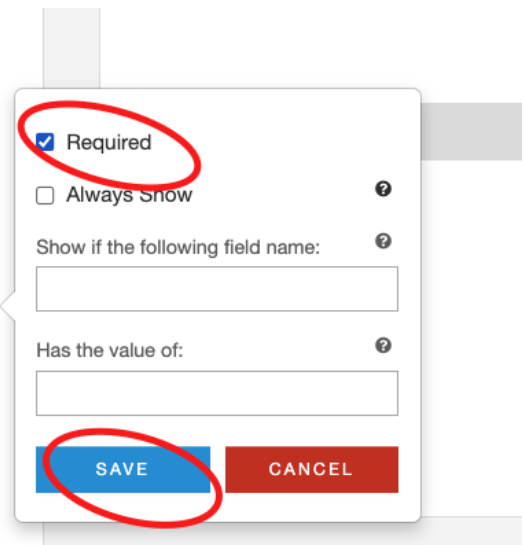 Required
Always Show
Show if the following field name:
Has the value of:
SAVE
CANCEL